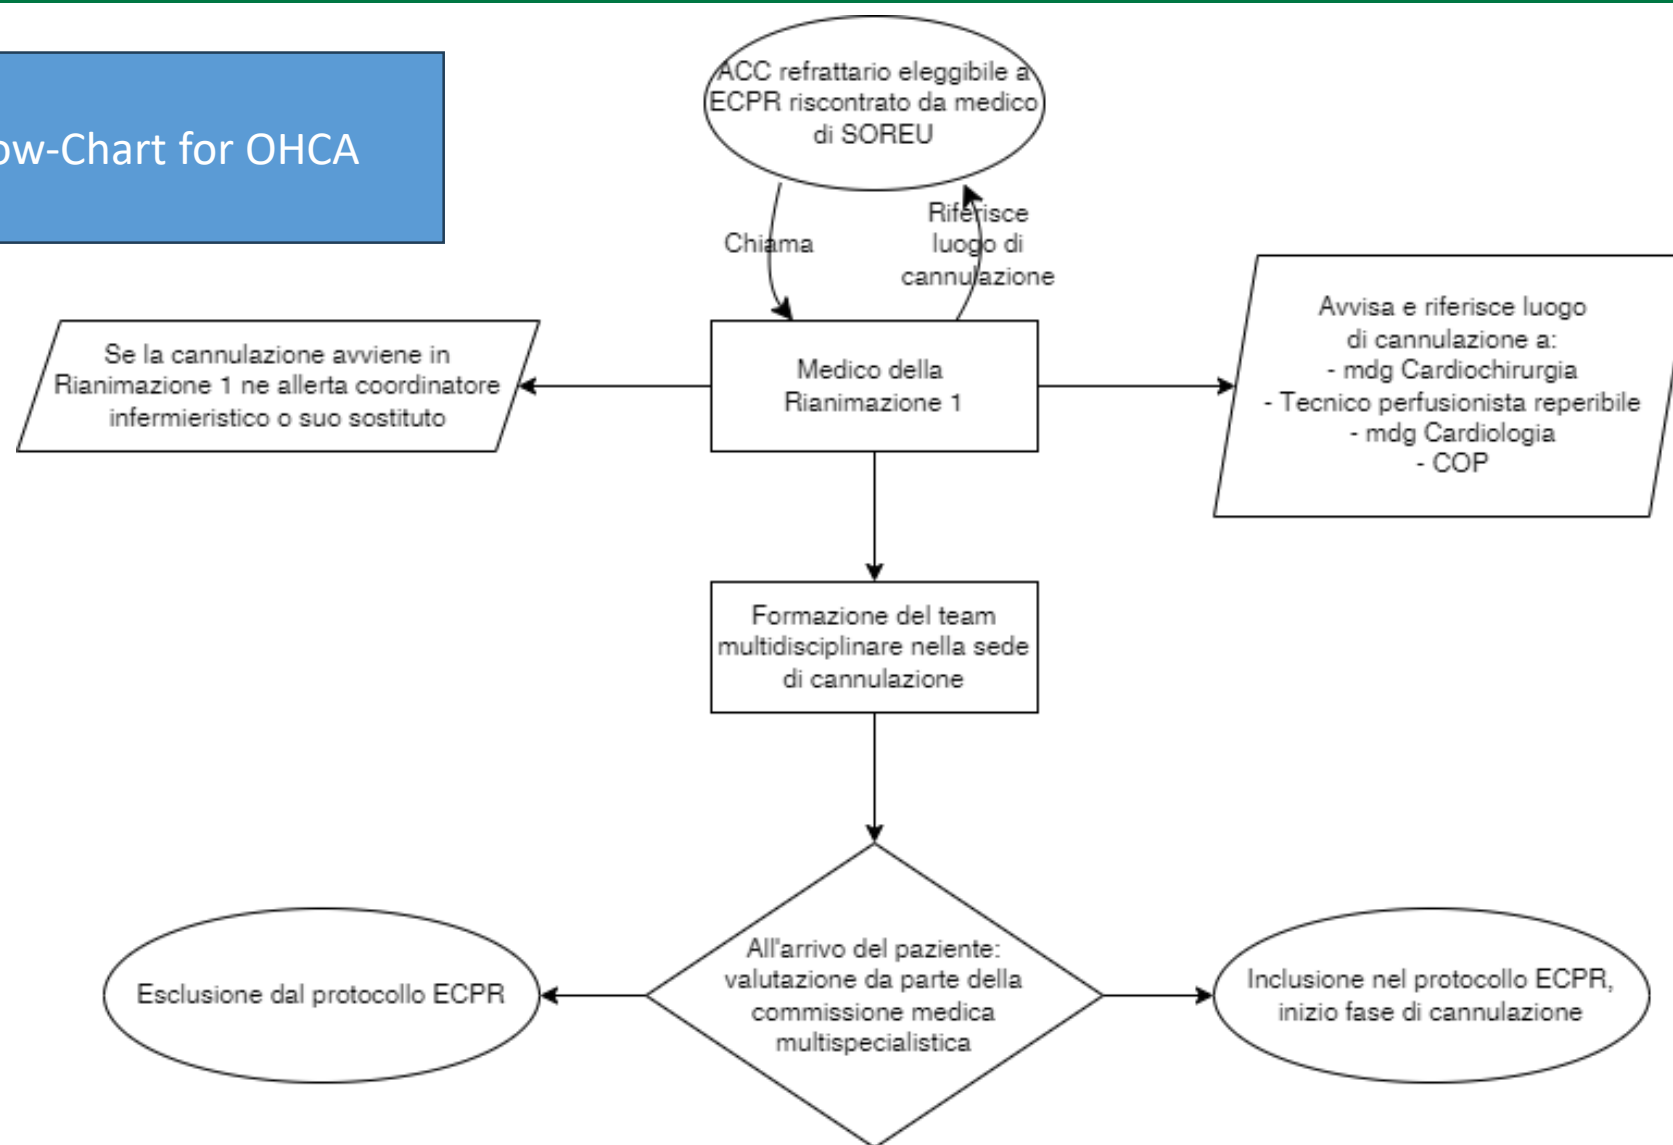 ow-Chart for OHCA
ACC refrattario eleggibile a
ECPR riscontrato da medico
di SOREU
Chiama
Riferisce
luogo di
cannulazione
Se la cannulazione avviene in
Rianimazione 1 ne allerta coordinatore
infermieristico o suo sostituto
Medico della
Rianimazione 1
Avvisa e riferisce luogo
di cannulazione a:
- mdg Cardiochirurgia
- Tecnico perfusionista reperibile
- mdg Cardiologia
- COP
Formazione del team
multidisciplinare nella sede
di cannulazione
All'arrivo del paziente:
valutazione da parte della
commissione medica
multispecialistica
Esclusione dal protocollo ECPR
Inclusione nel protocollo ECPR,
inizio fase di cannulazione